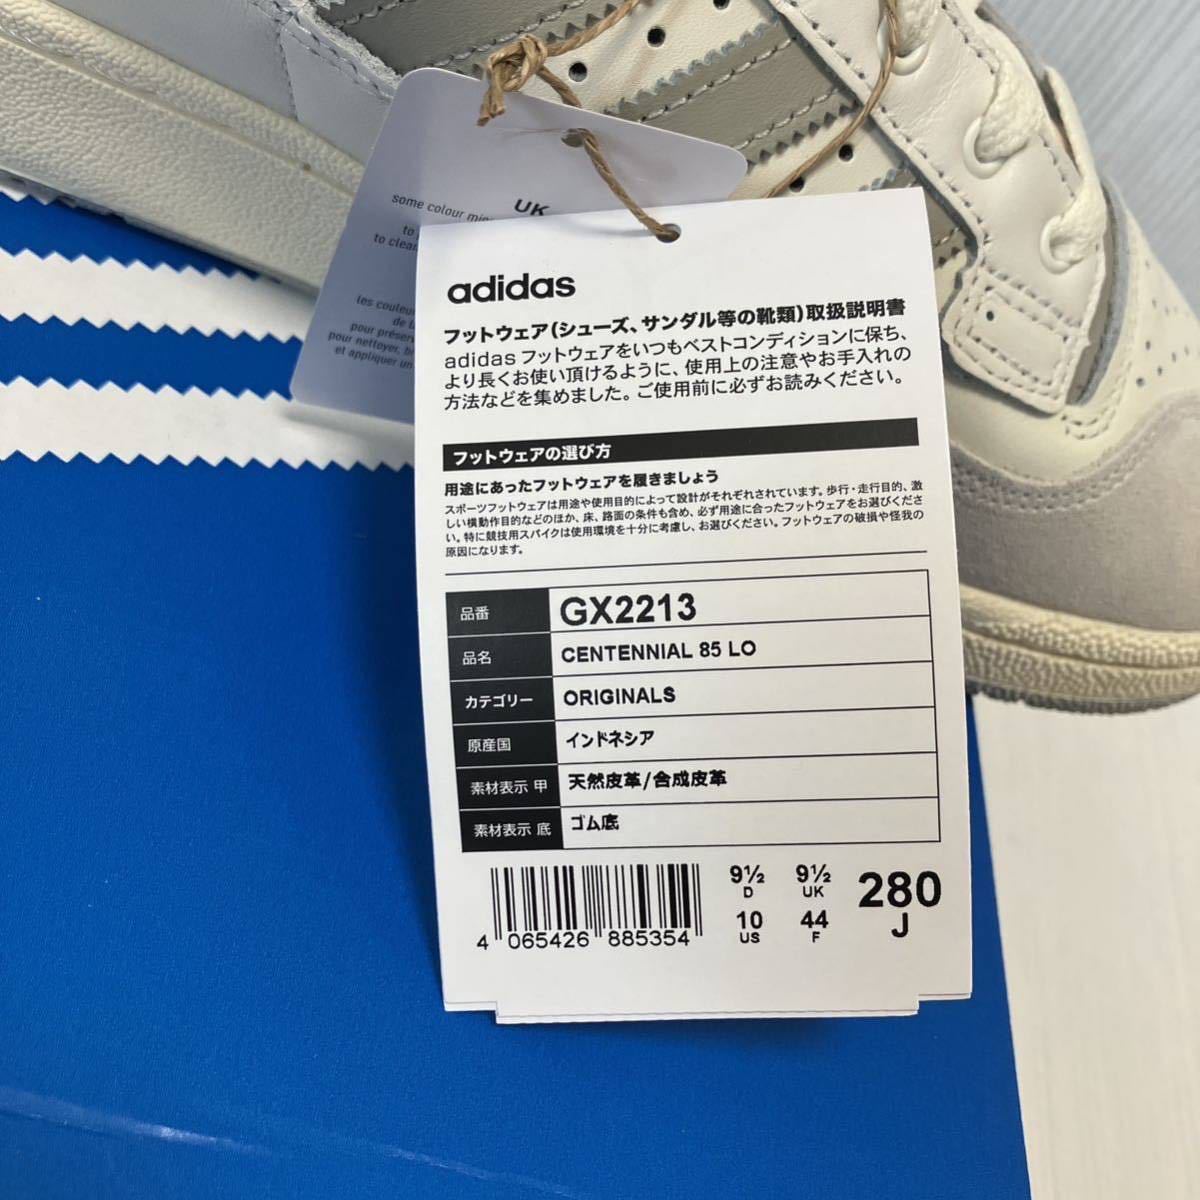 UK
some colour
to
to clean
les couleur
de l
pour préserv
pour nettoyer,
et appliquer un
adidas
フットウェア(シューズ、サンダル等の靴類)取扱説明書
adidasフットウェアをいつもベストコンディションに保ち、
より長くお使い頂けるように、使用上の注意やお手入れの
方法などを集めました。ご使用前に必ずお読みください。
フットウェアの選び方
用途にあったフットウェアを履きましょう
スポーツフットウェアは用途や使用目的によって設計がそれぞれされています。歩行・走行目的、激
しい横動作目的などのほか、床、路面の条件も含め、必ず用途に合ったフットウェアをお選びくださ
い。特に競技用スパイクは使用環境を十分に考慮し、お選びください。フットウェアの破損や怪我の
原因になります。
品番 GX2213
品名 CENTENNIAL 85 LO
カテゴリー ORIGINALS
原産国 インドネシア
素材表示 甲 天然皮革/合成皮革
素材表示 底 ゴム底
9½ 9½ 280
D UK J
10 44
US F
4 065426 885354